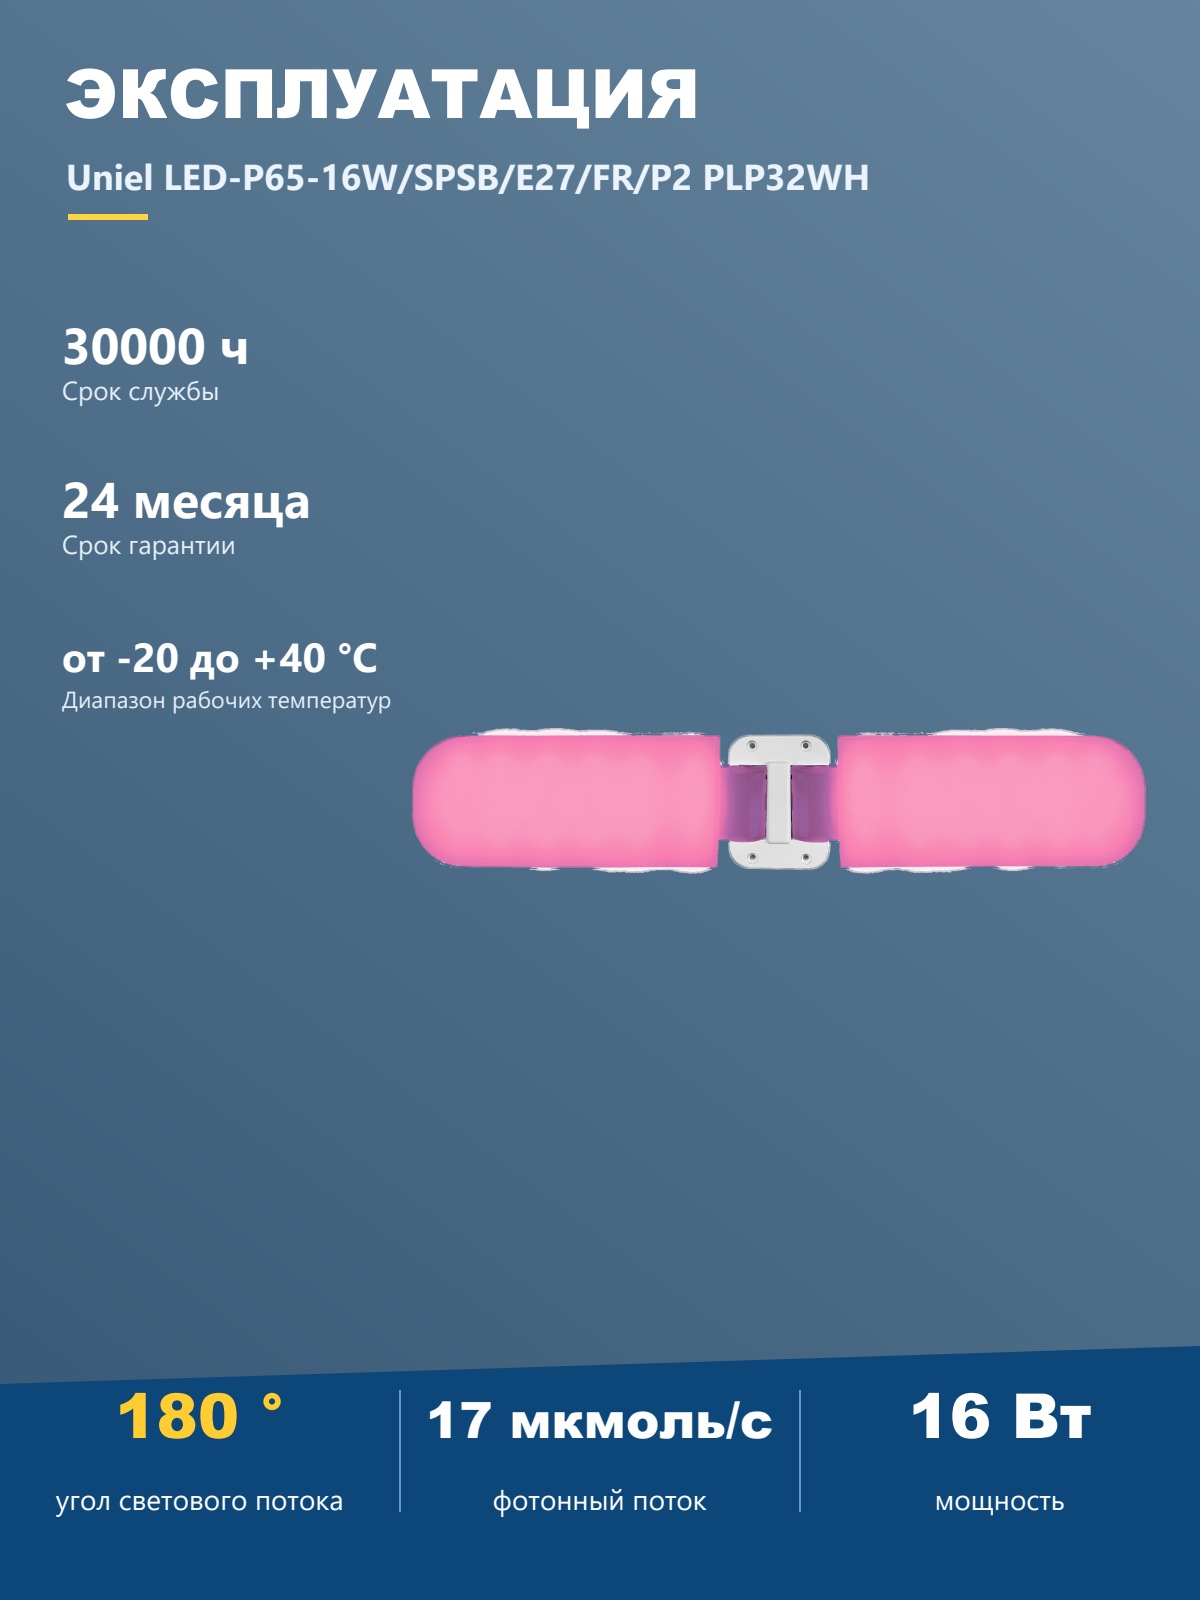 ЭКСПЛУАТАЦИЯ
Uniel LED-P65-16W/SPSB/E27/FR/P2 PLP32WH
30000 ч
Срок службы
24 месяца
Срок гарантии
от -20 до +40 °C
Диапазон рабочих температур
180 °
угол светового потока
17 мкмоль/с
фотонный поток
16 Вт
мощность